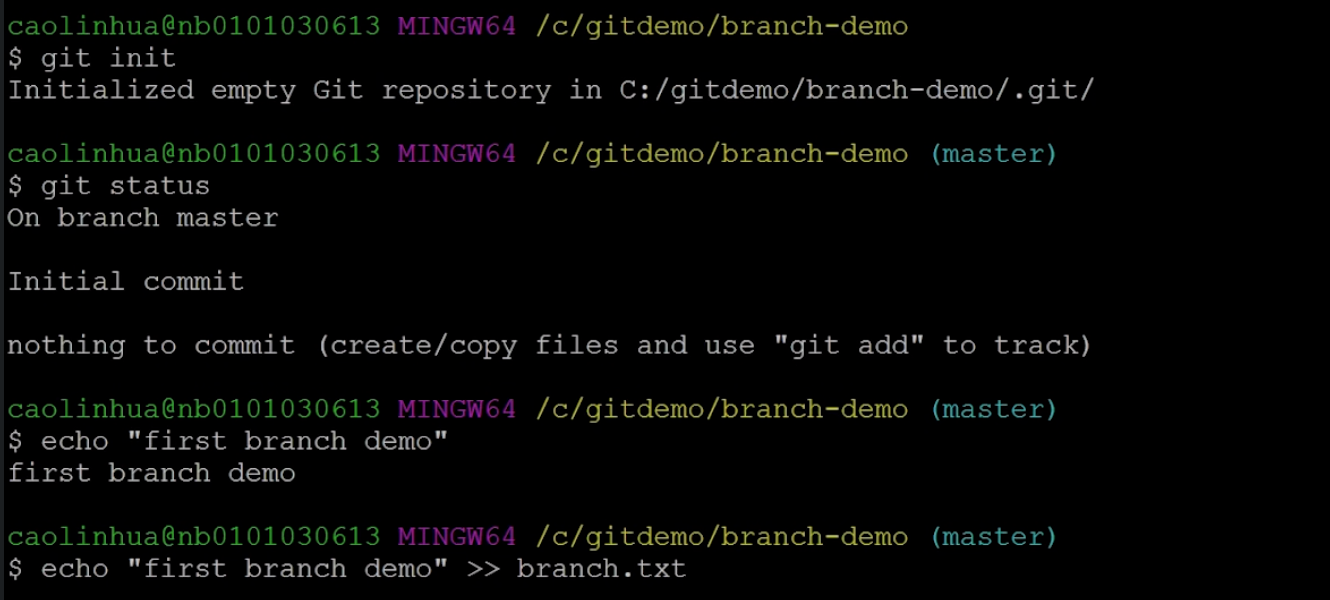 caolinhua@nb0101030613 MINGW64 /c/gitdemo/branch-demo
$ git init
Initialized empty Git repository in C:/gitdemo/branch-demo/.git/
caolinhua@nb0101030613 MINGW64 /c/gitdemo/branch-demo (master)
$ git status
On branch master
Initial commit
nothing to commit (create/copy files and use "git add" to track)
caolinhua@nb0101030613 MINGW64 /c/gitdemo/branch-demo (master)
$ echo "first branch demo"
first branch demo
caolinhua@nb0101030613 MINGW64 /c/gitdemo/branch-demo (master)
$ echo "first branch demo" >> branch.txt